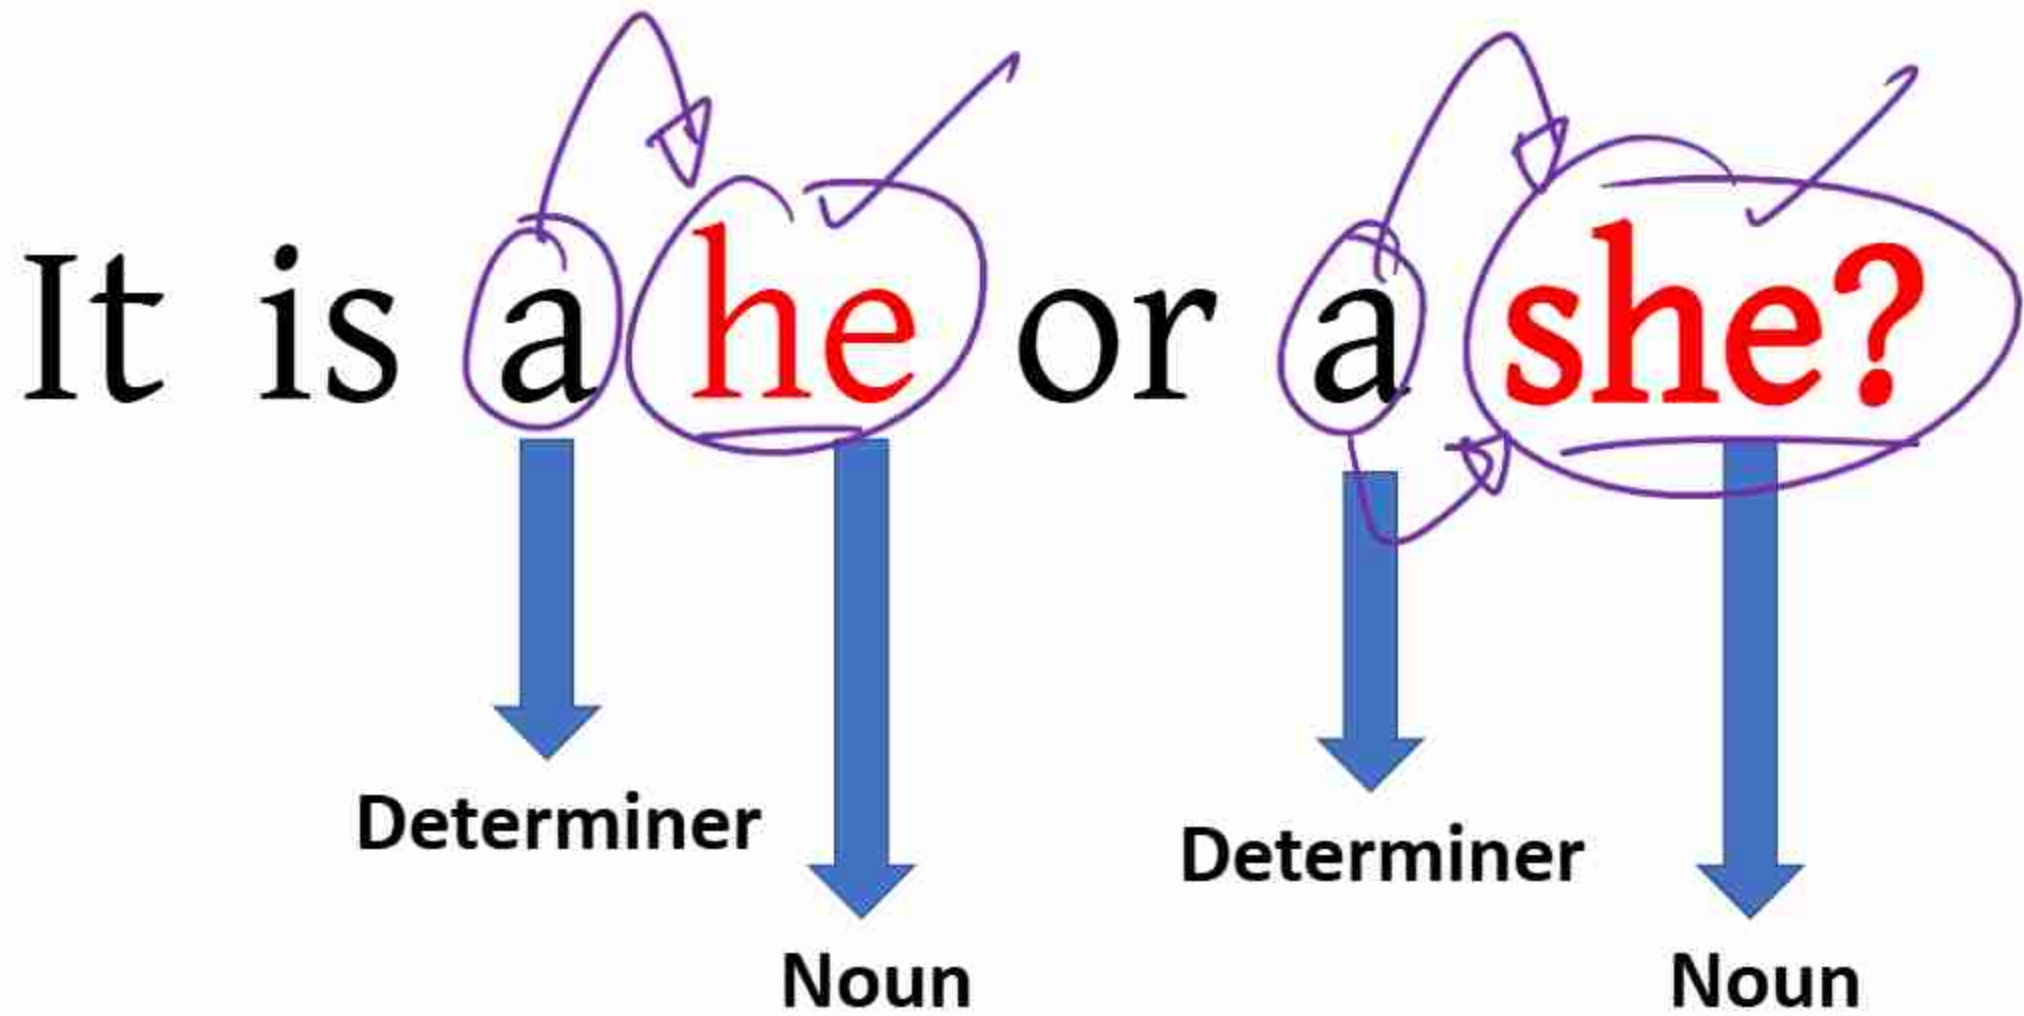 It is a he or a she?
Determiner
Determiner
Noun
Noun